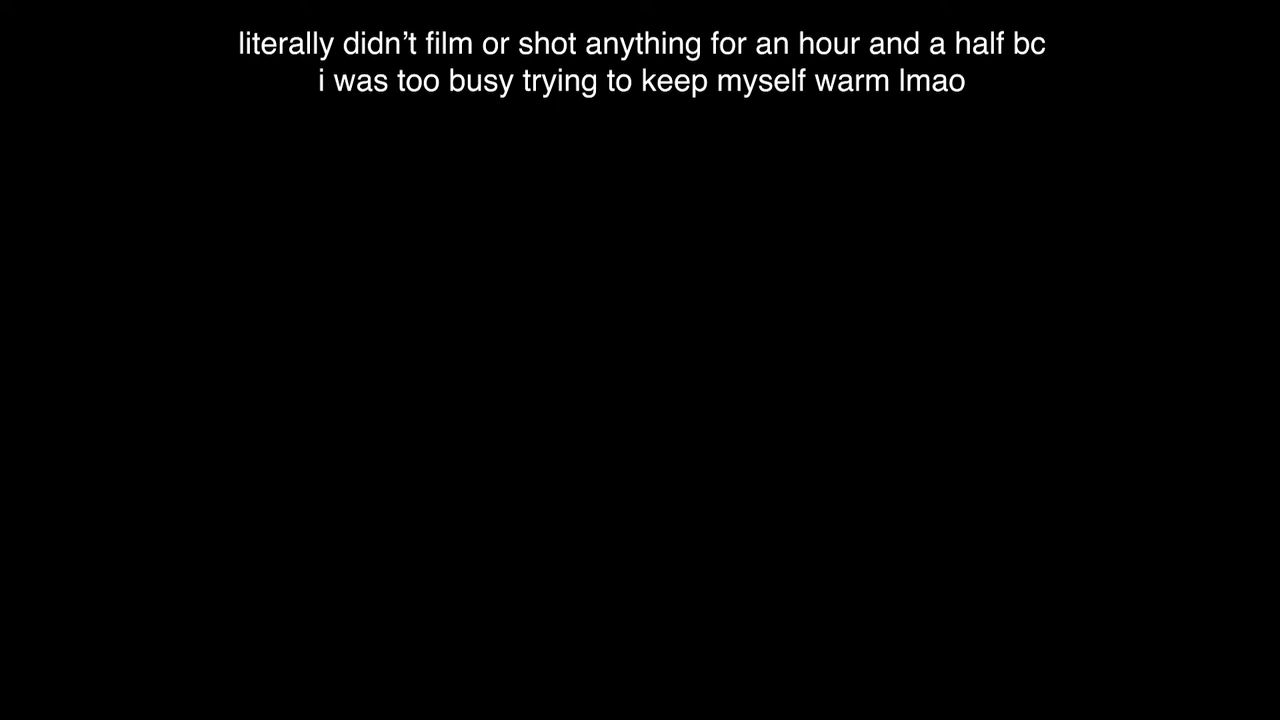 literally didn’t film or shot anything for an hour and a half bc
i was too busy trying to keep myself warm lmao